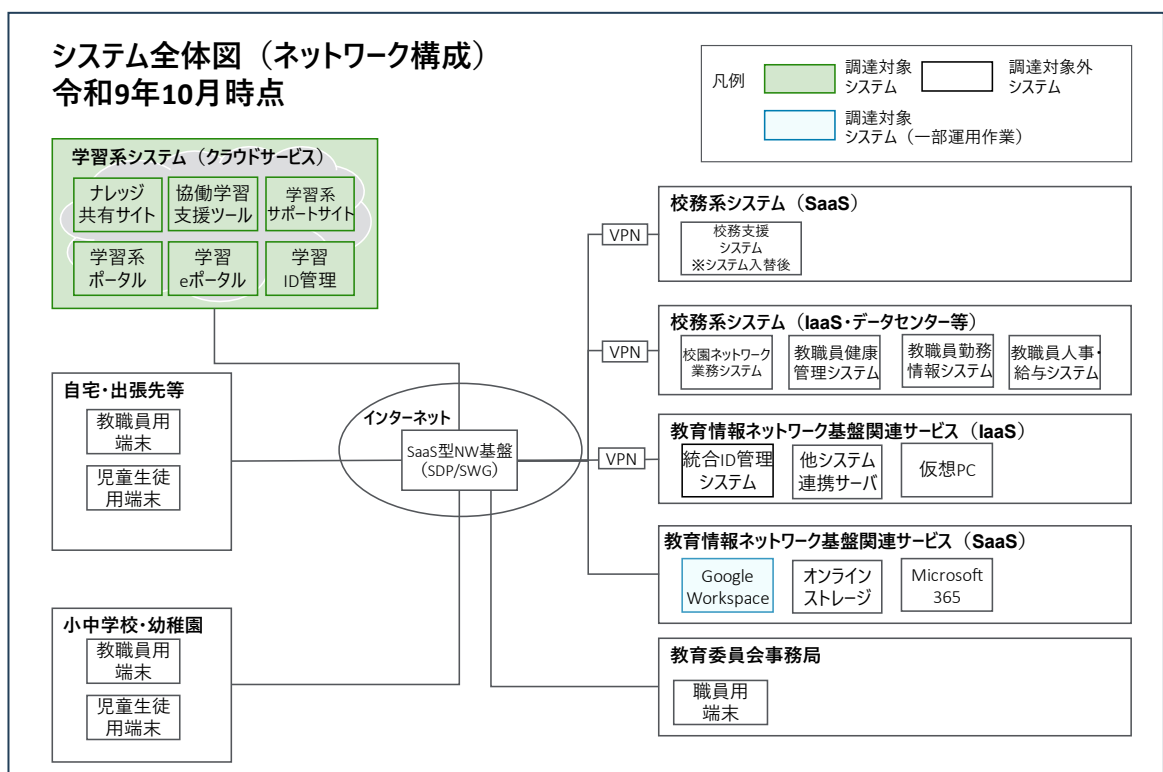 システム全体図（ネットワーク構成）
令和9年10月時点
凡例
調達対象
システム
調達対象外
システム
調達対象
システム（一部運用作業）
学習系システム（クラウドサービス）
ナレッジ
共有サイト
協働学習
支援ツール
学習系
サポートサイト
学習系
ポータル
学習
eポータル
学習
ID管理
自宅・出張先等
教職員用
端末
児童生徒
用端末
小中学校・幼稚園
教職員用
端末
児童生徒
用端末
インターネット
SaaS型NW基盤
（SDP/SWG）
VPN
校務系システム（SaaS）
校務支援
システム
※システム入替後
VPN
校務系システム（IaaS・データセンター等）
校園ネットワーク
業務システム
教職員健康
管理システム
教職員勤務
情報システム
教職員人事・
給与システム
VPN
教育情報ネットワーク基盤関連サービス（IaaS）
統合ID管理
システム
他システム
連携サーバ
仮想PC
教育情報ネットワーク基盤関連サービス（SaaS）
Google
Workspace
オンライン
ストレージ
Microsoft
365
教育委員会事務局
職員用
端末